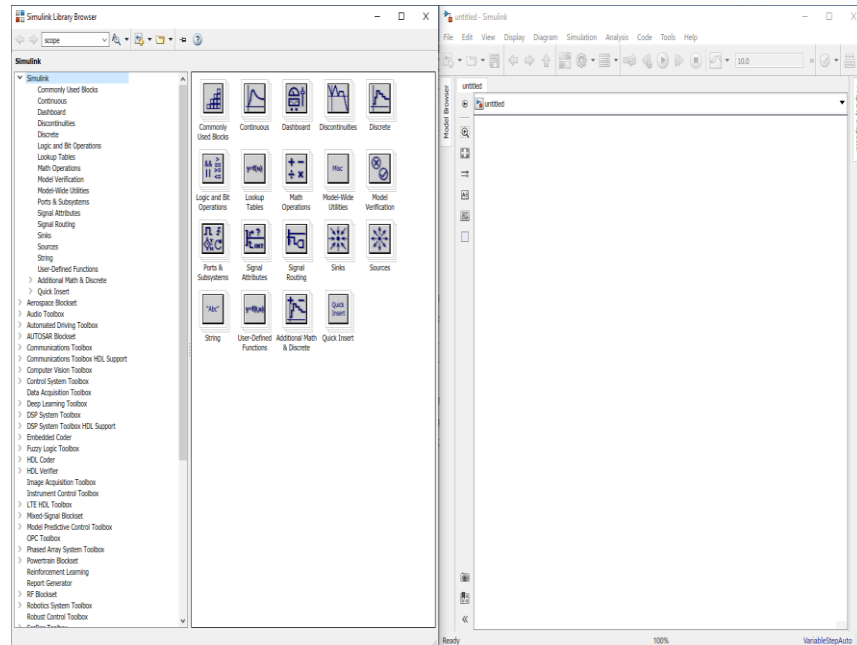 Simulink Library Browser
scope
Simulink
Simulink
Commonly Used Blocks
Continuous
Dashboard
Discontinuities
Discrete
Logic and Bit Operations
Lookup Tables
Math Operations
Model Verification
Model-Wide Utilities
Ports & Subsystems
Signal Attributes
Signal Routing
Sinks
Sources
String
User-Defined Functions
Additional Math & Discrete
Quick Insert
Aerospace Blockset
Audio Toolbox
Automated Driving Toolbox
AUTOSAR Blockset
Communications Toolbox
Communications Toolbox HDL Support
Computer Vision Toolbox
Control System Toolbox
Data Acquisition Toolbox
Deep Learning Toolbox
DSP System Toolbox
DSP System Toolbox HDL Support
Embedded Coder
Fuzzy Logic Toolbox
HDL Coder
HDL Verifier
Image Acquisition Toolbox
Instrument Control Toolbox
LTE HDL Toolbox
Mixed-Signal Blockset
Model Predictive Control Toolbox
OPC Toolbox
Phased Array System Toolbox
Powertrain Blockset
Reinforcement Learning
Report Generator
RF Blockset
Robotics System Toolbox
Robust Control Toolbox
Commonly
Used Blocks
Continuous
Dashboard
Discontinuities
Discrete
Logic and Bit
Operations
y=f(u)
Lookup
Tables
Math
Operations
Misc
Model-Wide
Utilities
Model
Verification
Ports &
Subsystems
Signal
Attributes
Signal
Routing
Sinks
Sources
"Abc"
String
User-Defined
Functions
Additional Math
& Discrete
Quick
Insert
Quick Insert
untitled - Simulink
File Edit View Display Diagram Simulation Analysis Code Tools Help
10.0
Model Browser
untitled
untitled
Ready
100%
VariableStepAuto